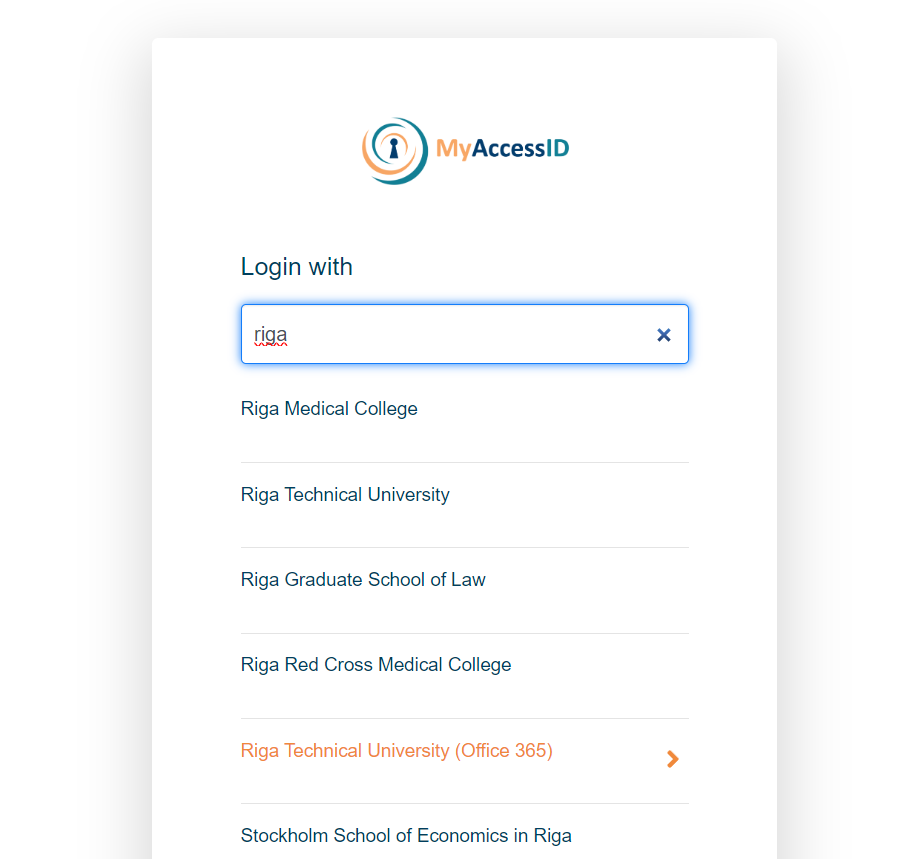 MyAccessID
Login with
riga
Riga Medical College
Riga Technical University
Riga Graduate School of Law
Riga Red Cross Medical College
Riga Technical University (Office 365)
Stockholm School of Economics in Riga